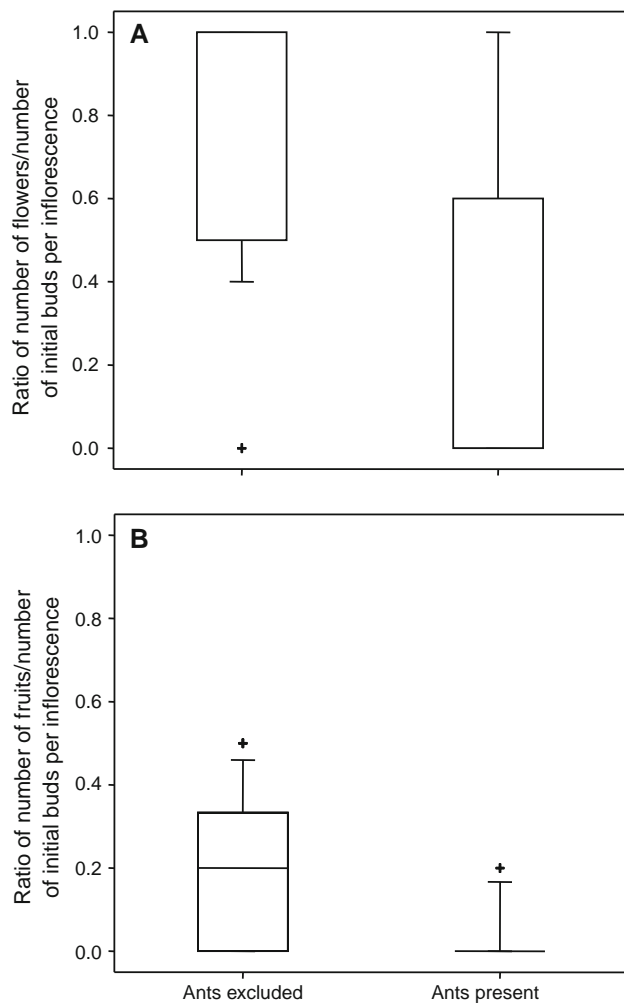 A
Ratio of number of flowers/number
of initial buds per inflorescence
1.0
0.8
0.6
0.4
0.2
0.0
B
Ratio of number of fruits/number
of initial buds per inflorescence
1.0
0.8
0.6
0.4
0.2
0.0
Ants excluded
Ants present